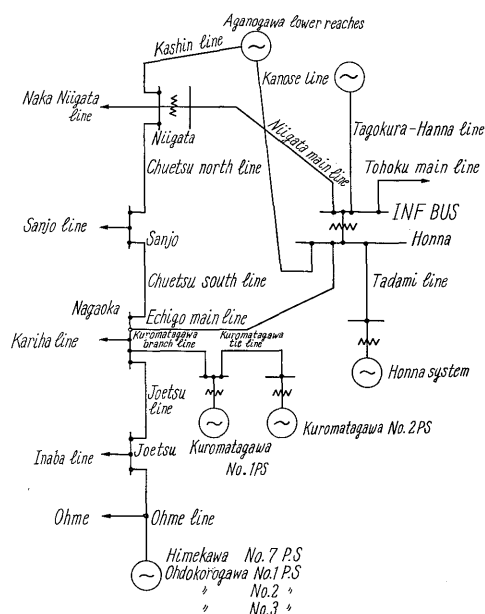 Aganogawa lower reaches
Kashin line
Kanose line
Naka Niigata line
Niigata
Niigata main line
Tagokura-Hanna line
Tohoku main line
Chuetsu north line
INF BUS
Sanjo line
Sanjo
Honna
Chuetsu south line
Tadami line
Nagaoka
Echigo main line
Kariha line
Kuromatagawa branch line
Kuromatagawa tie line
Joetsu line
Honna system
Kuromatagawa No.1PS
Kuromatagawa No.2PS
Inaba line
Joetsu
Ohme
Ohme line
Himekawa No.7 P.S
Ohdokorogawa No.1 P.S
" No.2 "
" No.3 "